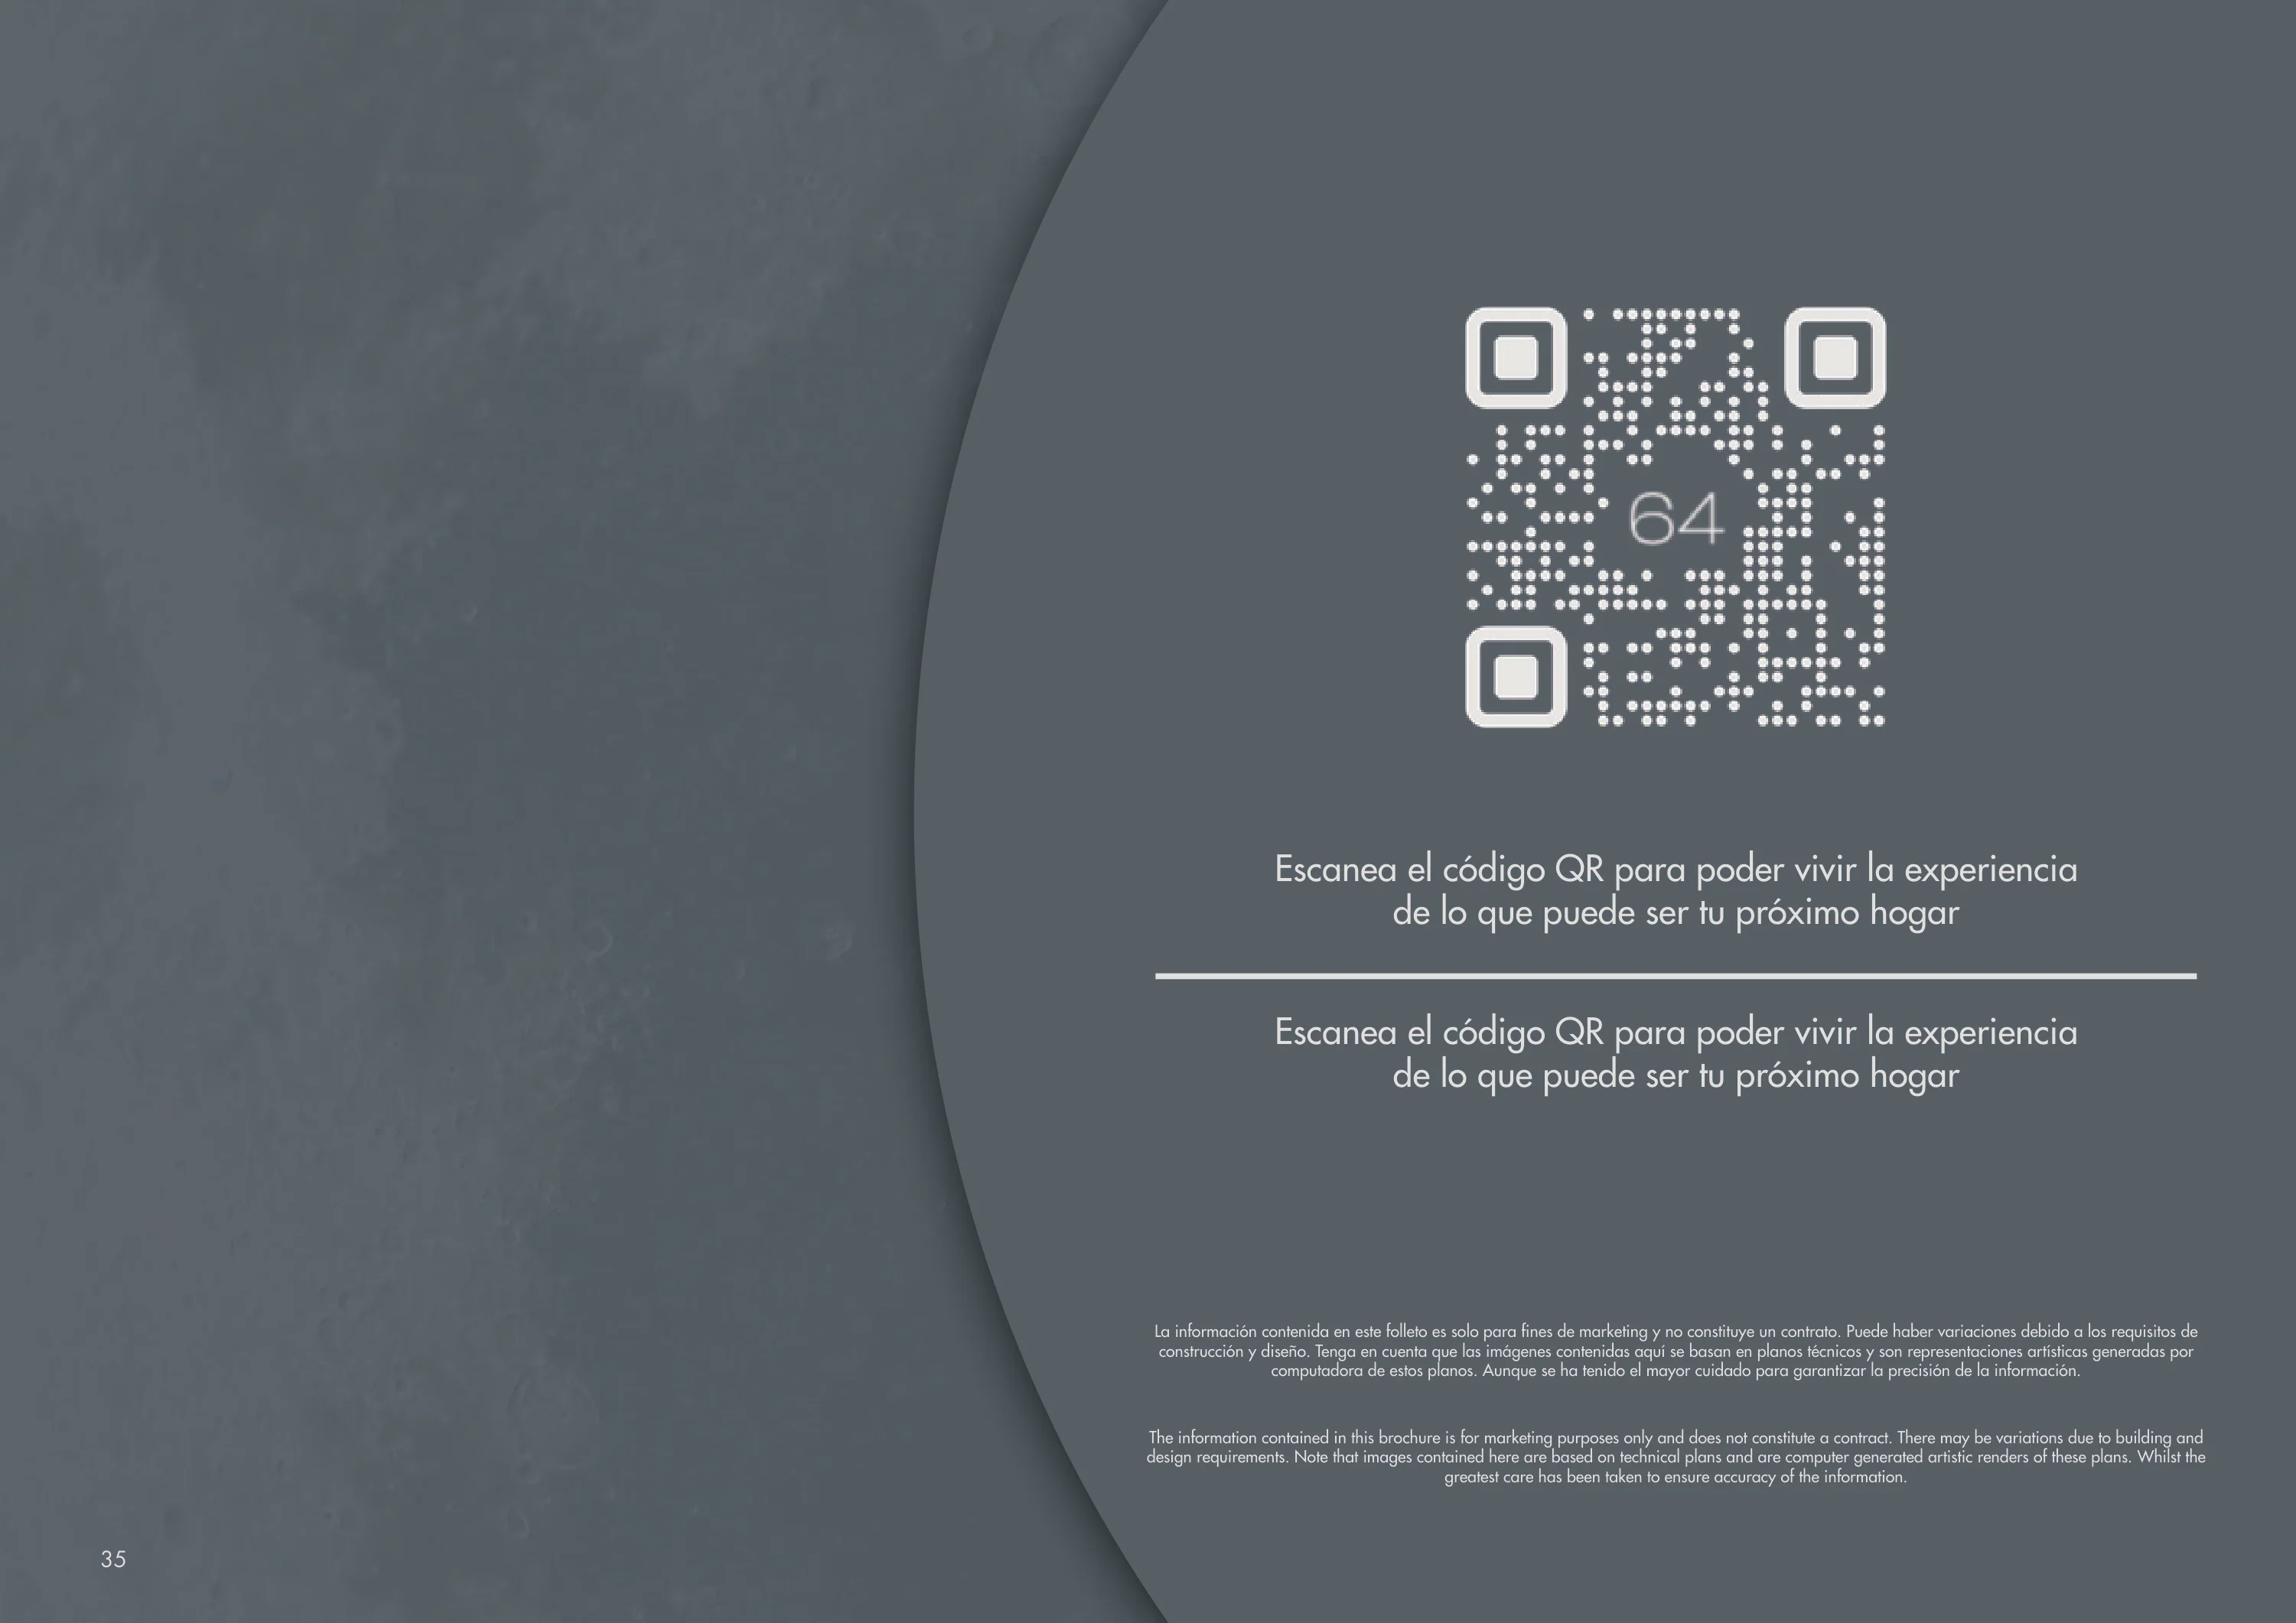 64
Escanea el código QR para poder vivir la experiencia
de lo que puede ser tu próximo hogar
Escanea el código QR para poder vivir la experiencia
de lo que puede ser tu próximo hogar
La información contenida en este folleto es solo para fines de marketing y no constituye un contrato. Puede haber variaciones debido a los requisitos de
construcción y diseño. Tenga en cuenta que las imágenes contenidas aquí se basan en planos técnicos y son representaciones artísticas generadas por
computadora de estos planos. Aunque se ha tenido el mayor cuidado para garantizar la precisión de la información.
The information contained in this brochure is for marketing purposes only and does not constitute a contract. There may be variations due to building and
design requirements. Note that images contained here are based on technical plans and are computer generated artistic renders of these plans. Whilst the
greatest care has been taken to ensure accuracy of the information.
35